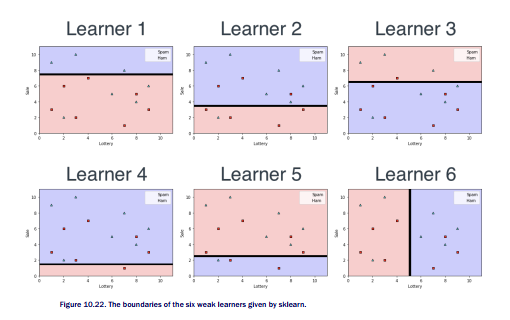 Learner 1 Learner 2 Learner 3
Spam Spam Spam
Ham Ham Ham
10 10 10
8 8 8
6 6 6
4 4 4
2 2 2
0 0 0
Sale Sale Sale
0 2 4 6 8 10 0 2 4 6 8 10 0 2 4 6 8 10
Lottery Lottery Lottery
Learner 4 Learner 5 Learner 6
Spam Spam Spam
Ham Ham Ham
10 10 10
8 8 8
6 6 6
4 4 4
2 2 2
0 0 0
Sale Sale Sale
0 2 4 6 8 10 0 2 4 6 8 10 0 2 4 6 8 10
Lottery Lottery Lottery
Figure 10.22. The boundaries of the six weak learners given by sklearn.